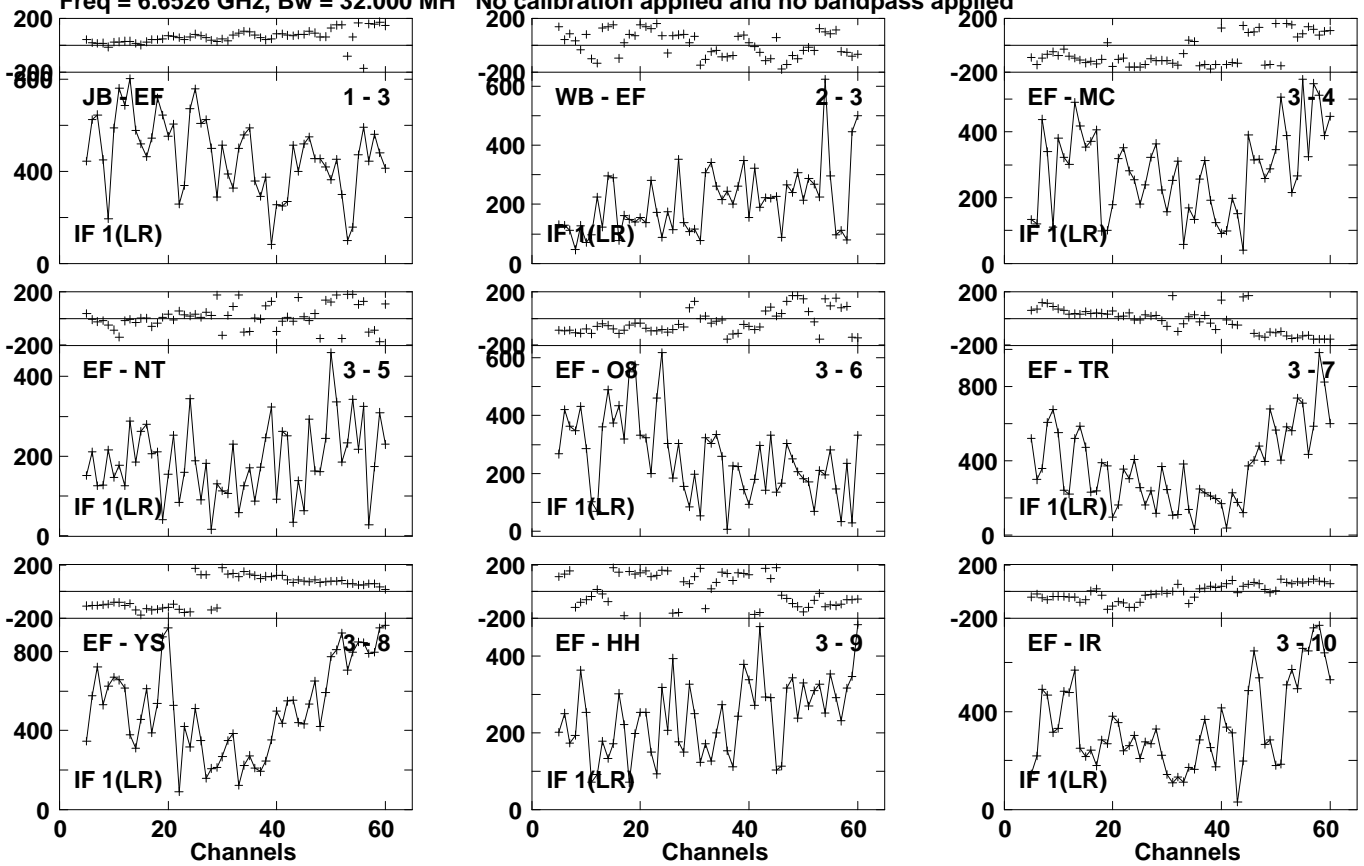 Freq = 6.6526 GHz, Bw = 32.000 MH No calibration applied and no bandpass applied
200
-200
JB - EF 1 - 3
800
400
0
IF 1(LR)
200
-200
WB - EF 2 - 3
600
400
200
0
IF 1(LR)
200
-200
EF - MC 3 - 4
400
200
0
IF 1(LR)
200
-200
EF - NT 3 - 5
400
200
0
IF 1(LR)
200
-200
EF - O8 3 - 6
600
400
200
0
IF 1(LR)
200
-200
EF - TR 3 - 7
800
400
0
IF 1(LR)
200
-200
EF - YS 3 - 8
800
400
0
IF 1(LR)
0 20 40 60
Channels
200
-200
EF - HH 3 - 9
400
200
0
IF 1(LR)
0 20 40 60
Channels
200
-200
EF - IR 3 - 10
400
0
IF 1(LR)
0 20 40 60
Channels